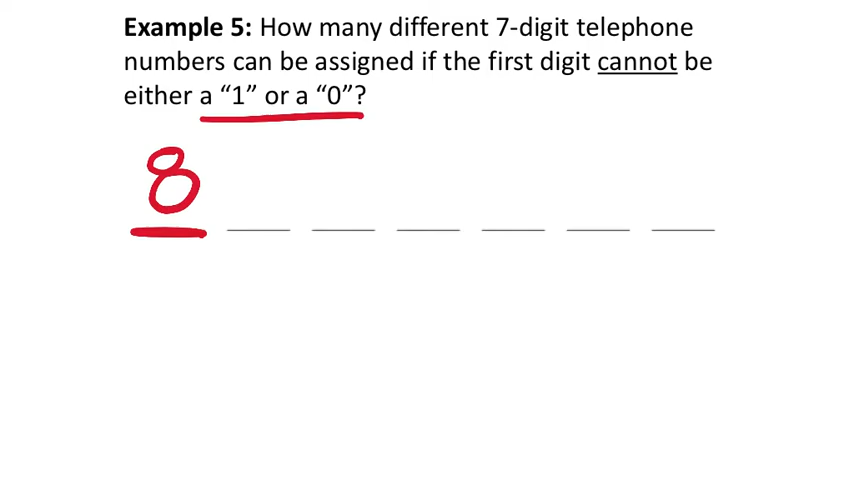 Example 5: How many different 7-digit telephone
numbers can be assigned if the first digit cannot be
either a “1” or a “0”?
8